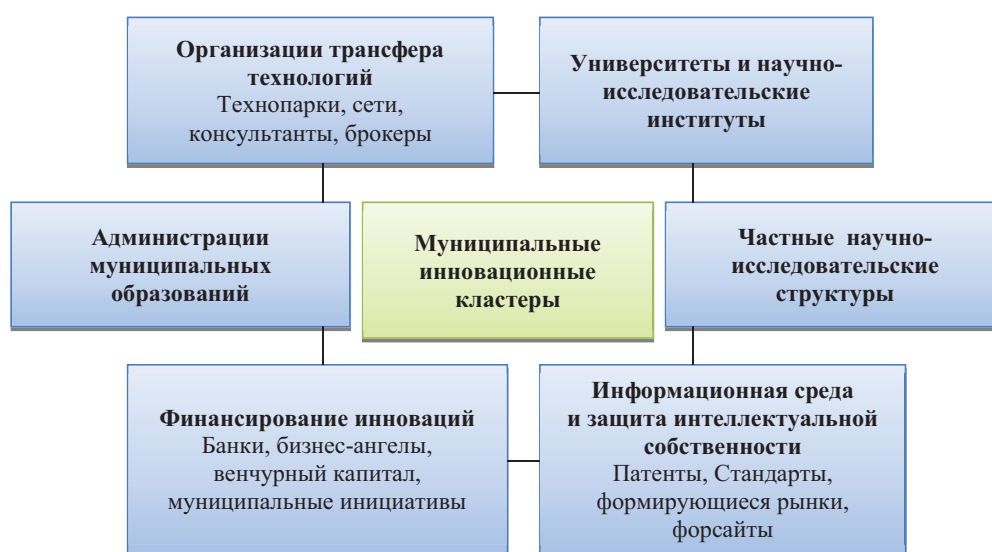 Организации трансфера
технологий
Технопарки, сети,
консультанты, брокеры
Университеты и научно-
исследовательские
институты
Администрации
муниципальных
образований
Муниципальные
инновационные
кластеры
Частные научно-
исследовательские
структуры
Финансирование инноваций
Банки, бизнес-ангелы,
венчурный капитал,
муниципальные инициативы
Информационная среда
и защита интеллектуальной
собственности
Патенты, Стандарты,
формирующиеся рынки,
форсайты